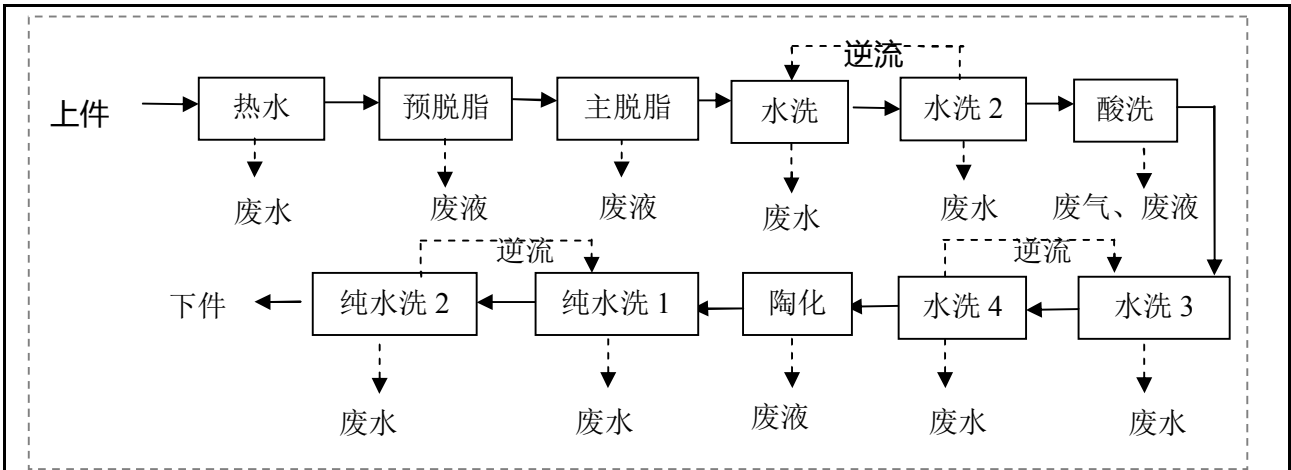 逆流
上件 热水 预脱脂 主脱脂 水洗 水洗 2 酸洗
废水 废液 废液 废水 废水 废气、废液
逆流 逆流
下件 纯水洗 2 纯水洗 1 陶化 水洗 4 水洗 3
废水 废水 废液 废水 废水